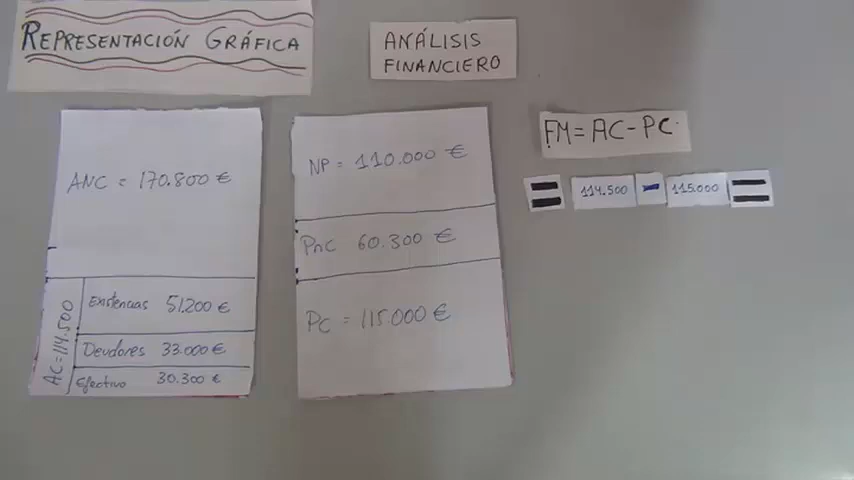 REPRESENTACIÓN GRÁFICA
ANÁLISIS
FINANCIERO
ANC = 170.800 €
AC=114.500
Existencias 51.200 €
Deudores 33.000 €
Efectivo 30.300 €
NP = 110.000 €
PnC 60.300 €
PC = 115.000 €
FM = AC - PC
= 114.500 - 115.000 =